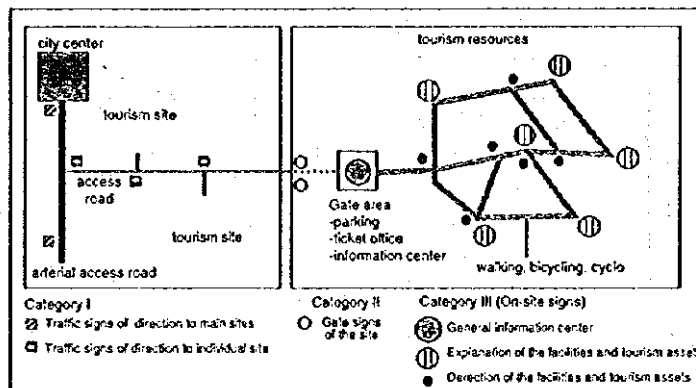 city center
tourism site
access
road
tourism site
arterial access road
tourism resources
Gate area
-parking
-ticket office
-information center
walking, bicycling, cyclo
Category I
Traffic signs of direction to main sites
Traffic signs of direction to individual site
Category II
Gate signs
of the site
Category III (On-site signs)
General information center
Explanation of the facilities and tourism assets
Derection of the facilities and tourism assets